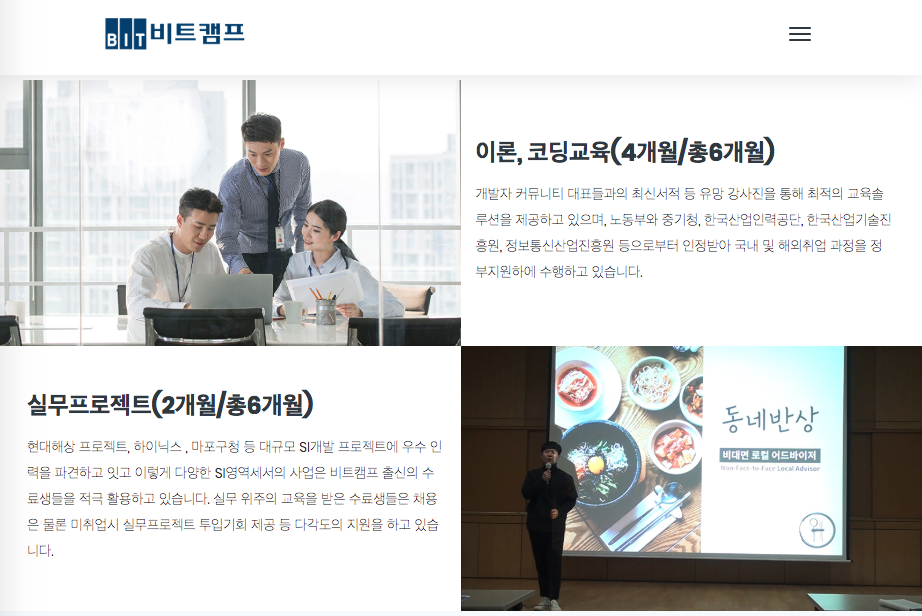 BIT 비트캠프
이론, 코딩교육(4개월/총6개월)
개발자 커뮤니티 대표들과의 최신서적 등 유망 강사진을 통해 최적의 교육솔
루션을 제공하고 있으며, 노동부와 중기청, 한국산업인력공단, 한국산업기술진
흥원, 정보통신산업진흥원 등으로부터 인정받아 국내 및 해외취업 과정을 정
부지원하에 수행하고 있습니다.
실무프로젝트(2개월/총6개월)
현대해상 프로젝트, 하이닉스 , 마포구청 등 대규모 SI개발 프로젝트에 우수 인
력을 파견하고 잇고 이렇게 다양한 SI영역세서의 사업은 비트캠프 출신의 수
료생들을 적극 활용하고 있습니다. 실무 위주의 교육을 받은 수료생들은 채용
은 물론 미취업시 실무프로젝트 투입기회 제공 등 다각도의 지원을 하고 있습
니다.
동네반상
비대면 로컬 어드바이저
Non-Face-to-Face Local Advisor